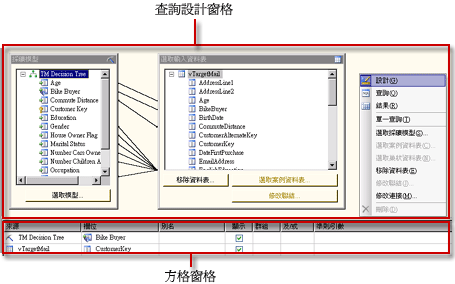 查詢設計窗格
採礦模型
TM Decision Tree
Age
Bike Buyer
Commute Distance
Customer Key
Education
Gender
House Owner Flag
Marital Status
Number Cars Owned
Number Children A
Occupation
選取模型...
選取輸入資料表
vTargetMail
AddressLine1
AddressLine2
Age
BikeBuyer
BirthDate
CommuteDistance
CustomerAlternateKey
CustomerKey
DateFirstPurchase
EmailAddress
EnglishEducation
移除資料表...
選取案例資料表...
修改聯結...
設計(D)
查詢(Q)
結果(R)
單一查詢(I)
選取採礦模型(S)...
選取案例資料表(C)...
選取巢狀資料表(N)...
移除資料表(E)
修改聯結(J)...
修改連接(M)...
刪除(D)
來源 欄位 別名 顯示 群組 及/或 準則/引數
TM Decision Tree Bike Buyer
vTargetMail CustomerKey
方格窗格